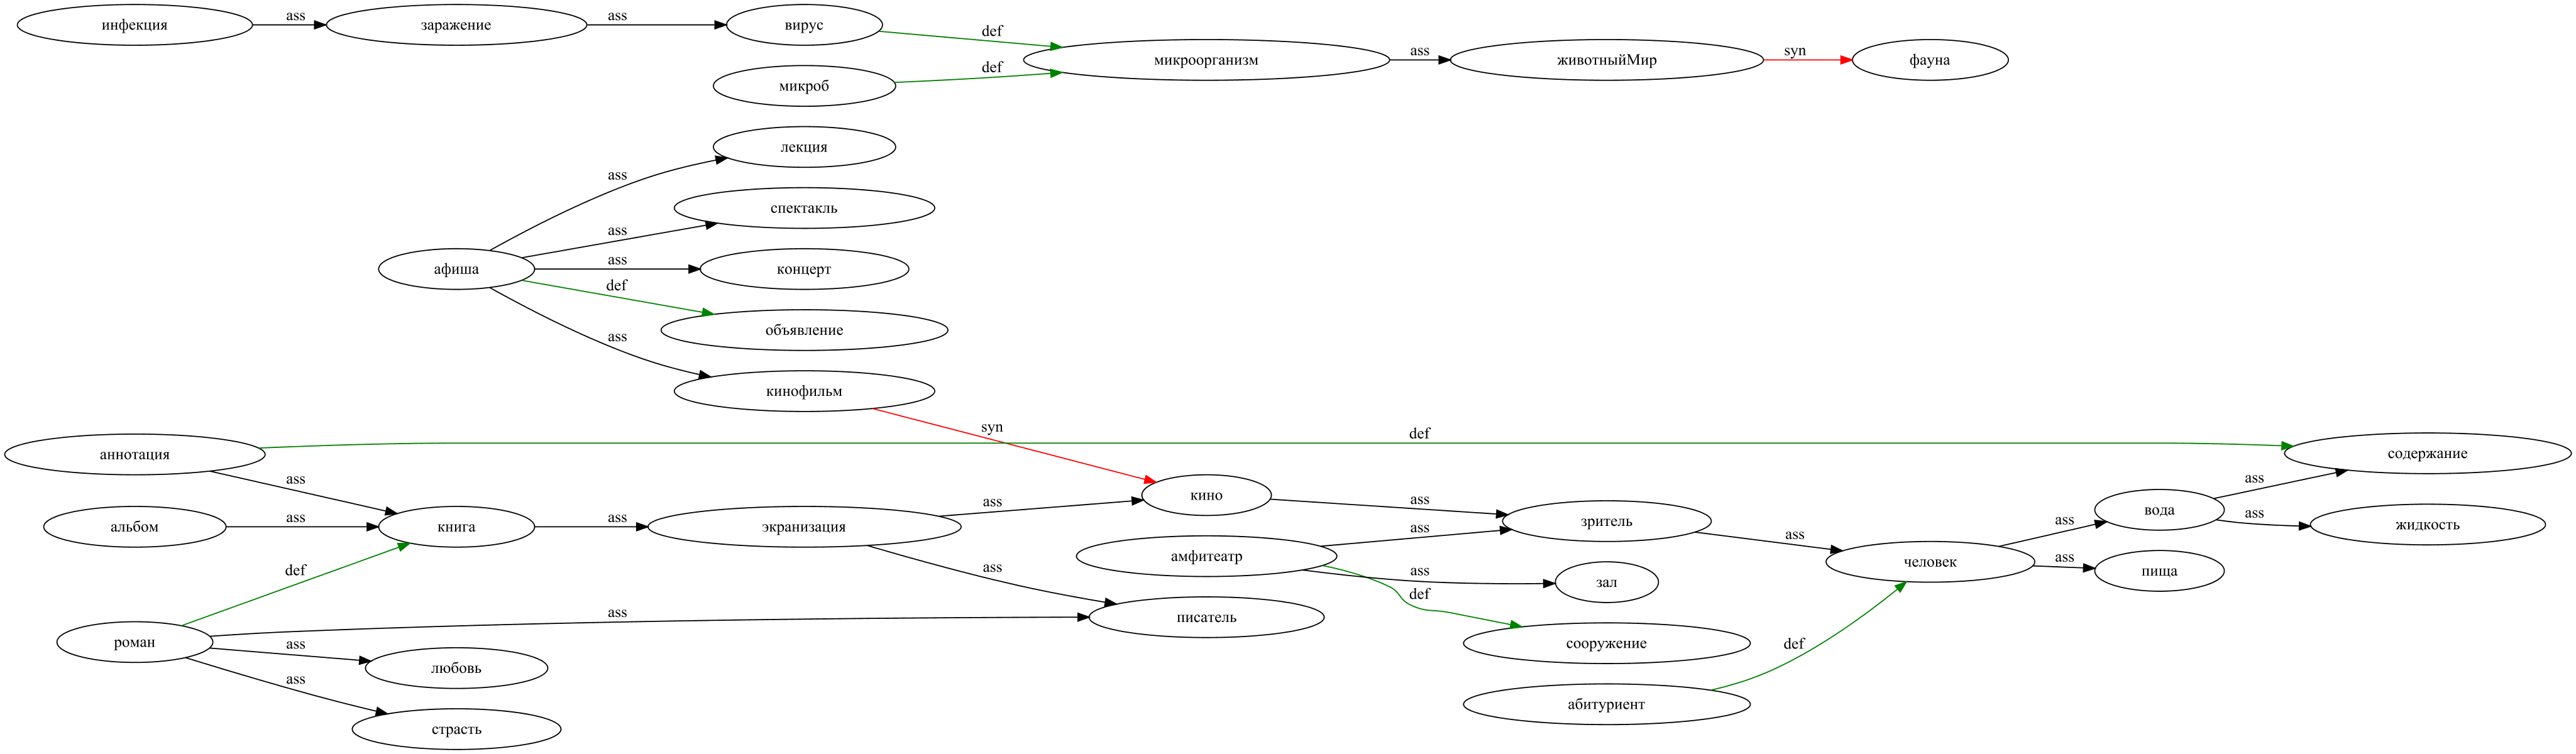 инфекция
ass
заражение
ass
вирус
def
микроб
def
микроорганизм
ass
животныйМир
syn
фауна
афиша
ass
лекция
ass
спектакль
ass
концерт
def
объявление
ass
кинофильм
syn
аннотация
def
содержание
ass
альбом
ass
книга
ass
экранизация
ass
кино
ass
зритель
ass
человек
ass
вода
ass
ass
жидкость
ass
пища
амфитеатр
ass
ass
зал
def
сооружение
ass
писатель
роман
def
ass
ass
любовь
ass
страсть
абитуриент
def